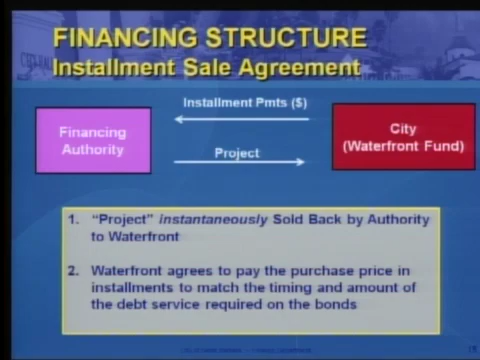 FINANCING STRUCTURE
Installment Sale Agreement
Installment Pmts ($)
Financing
Authority
City
(Waterfront Fund)
Project
1. “Project” instantaneously Sold Back by Authority
to Waterfront
2. Waterfront agrees to pay the purchase price in
installments to match the timing and amount of
the debt service required on the bonds